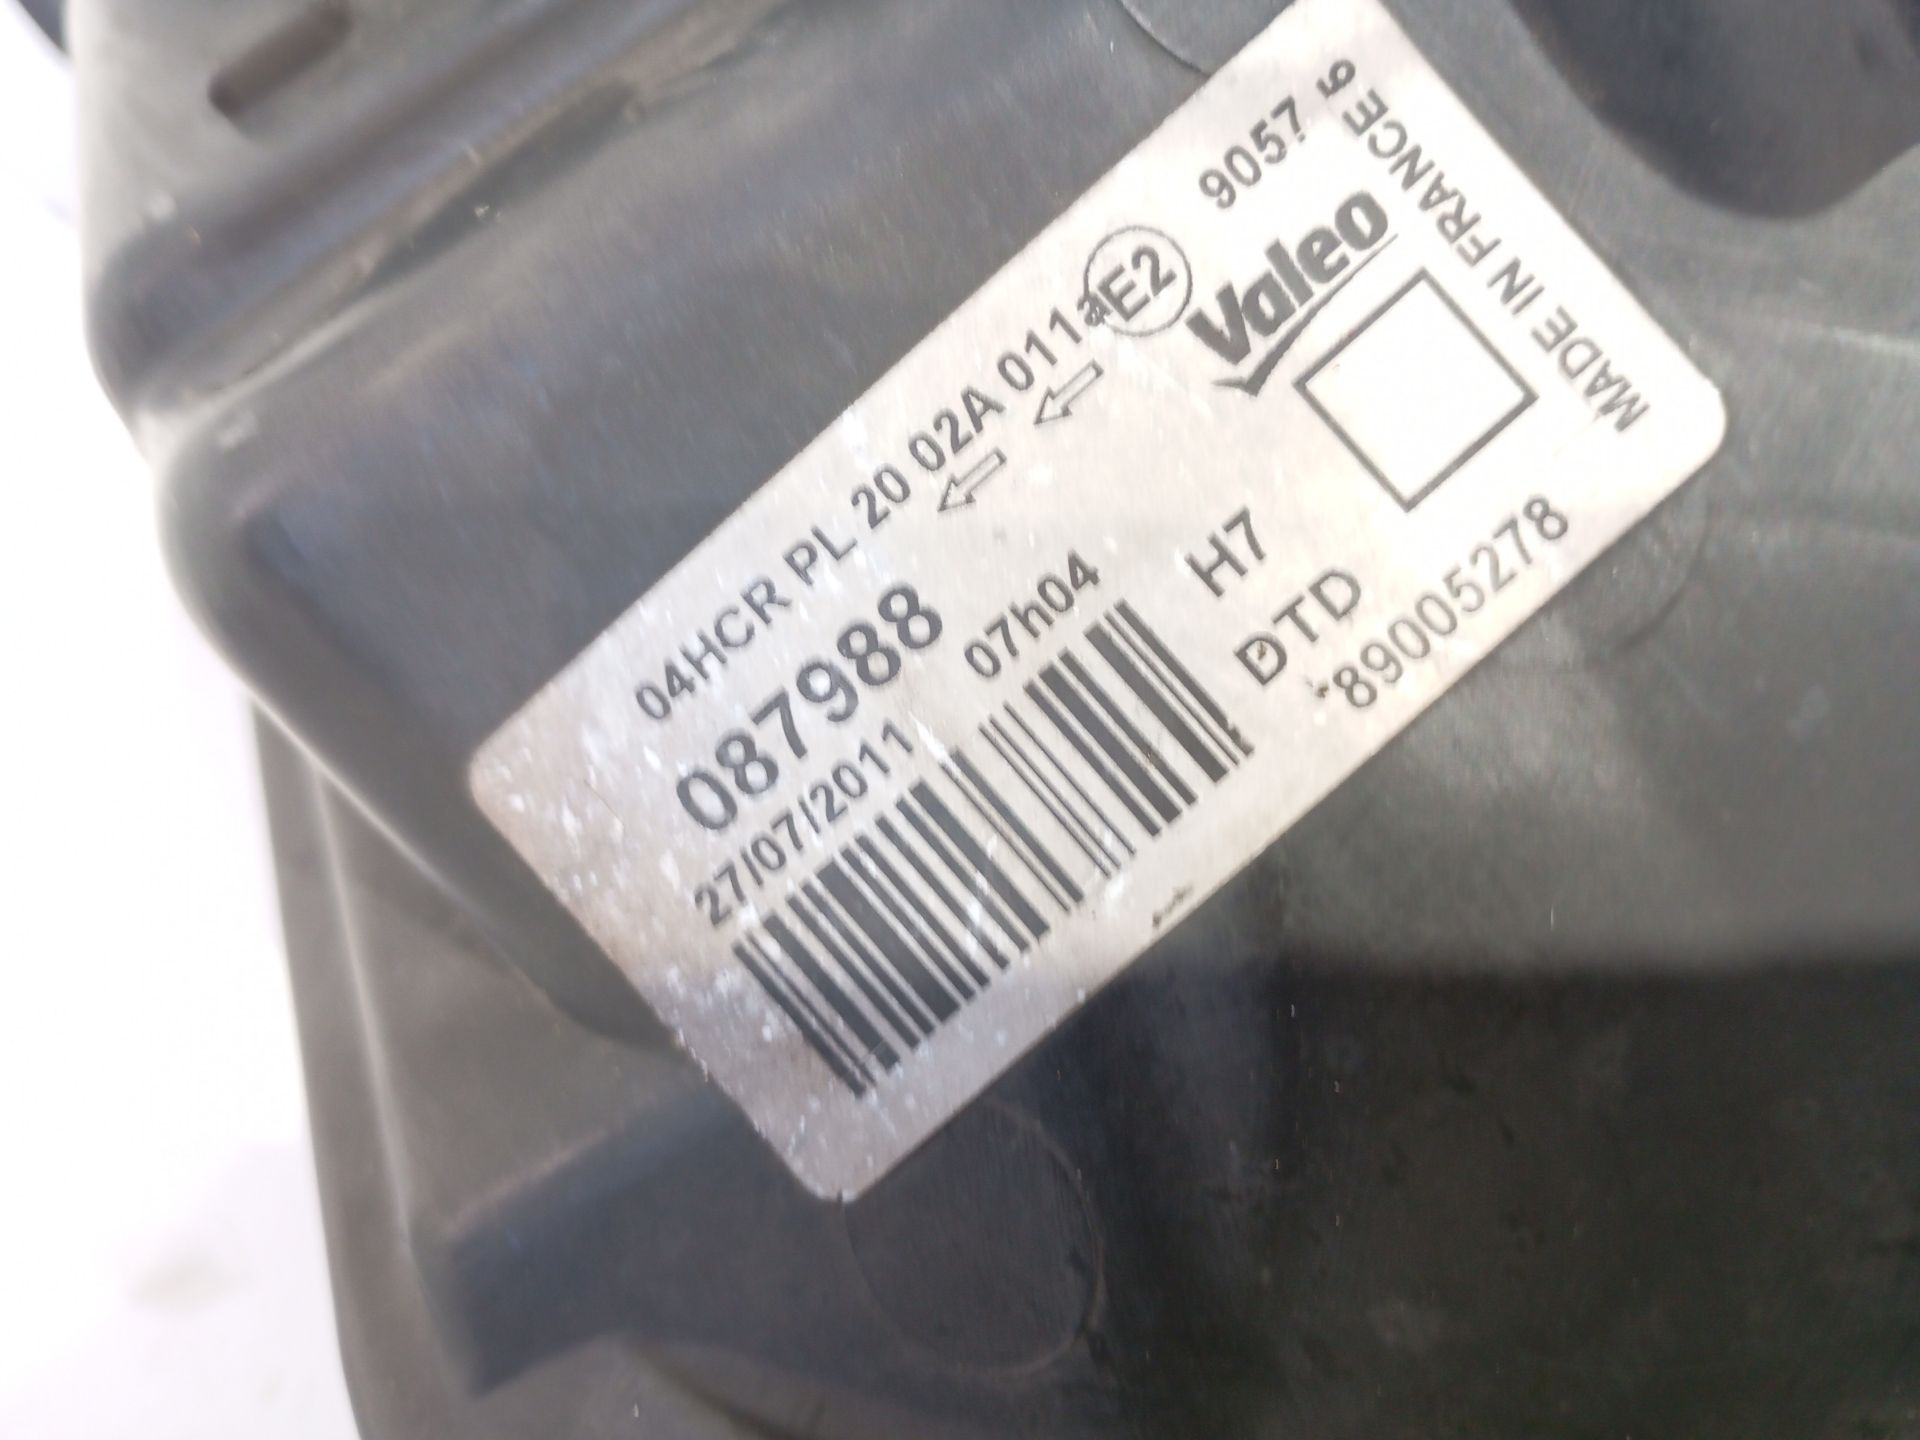 04HCR PL 20 02A 011 a E2 9057 5
087988
Valeo
27/07/2011 07h04
H7
DTD
89005278
MADE IN FRANCE